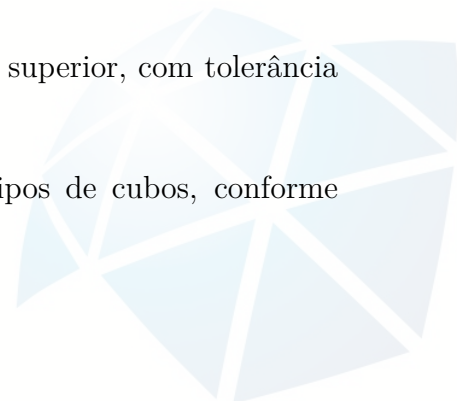 superior, com tolerância
ipos de cubos, conforme